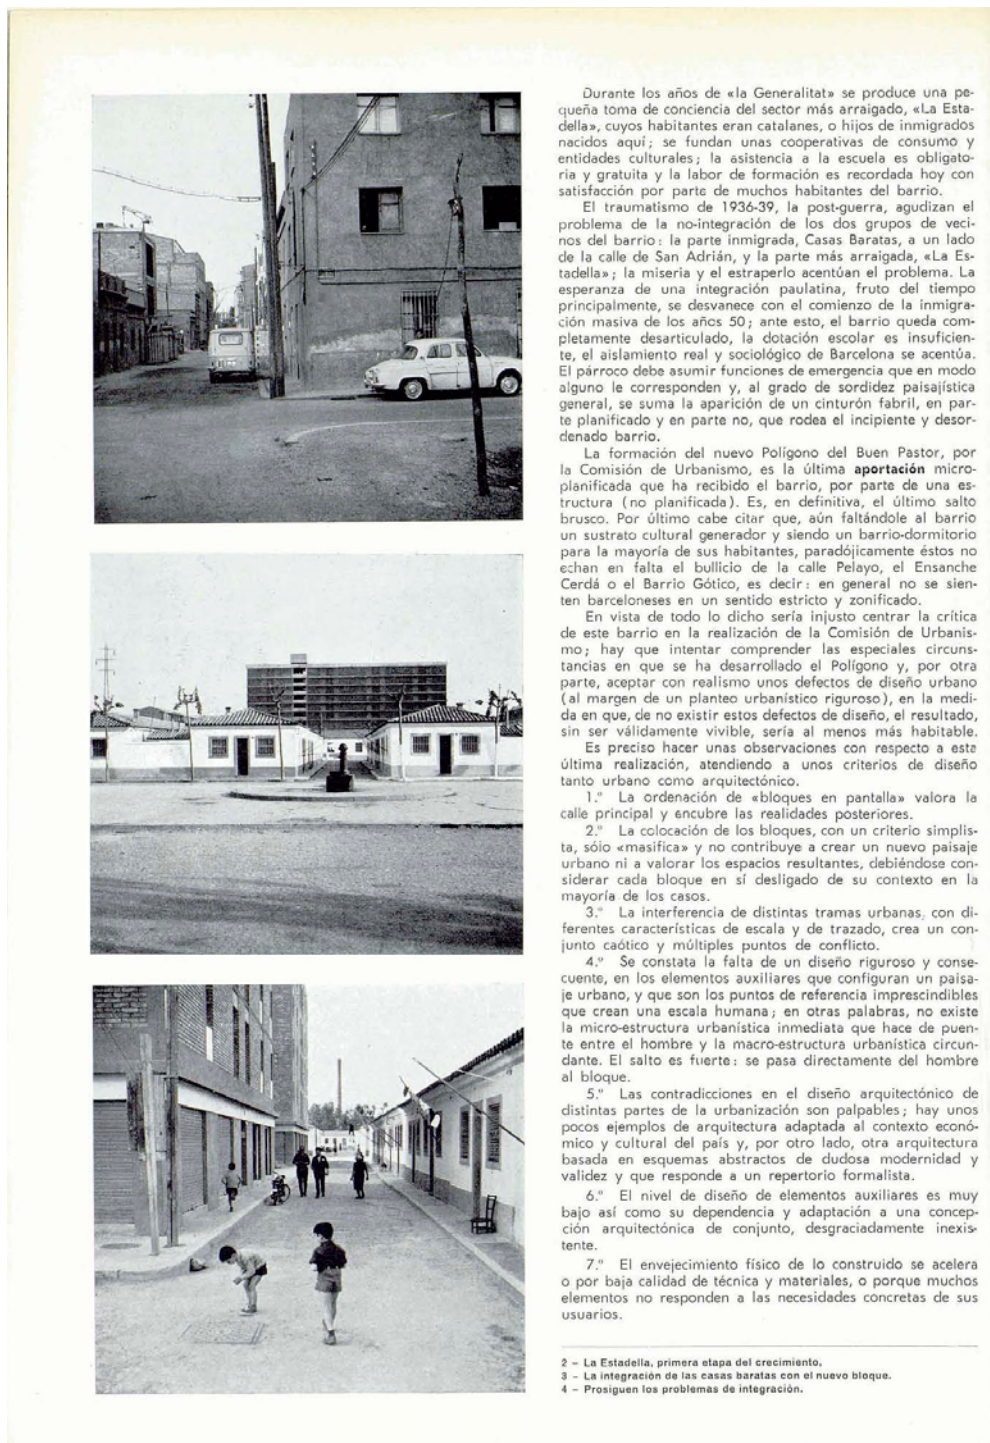 Durante los años de «la Generalitat» se produce una pe-
queña toma de conciencia del sector más arraigado, «La Esta-
della», cuyos habitantes eran catalanes, o hijos de inmigrados
nacidos aquí; se fundan unas cooperativas de consumo y
entidades culturales; la asistencia a la escuela es obligato-
ria y gratuita y la labor de formación es recordada hoy con
satisfacción por parte de muchos habitantes del barrio.
El traumatismo de 1936-39, la post-guerra, agudizan el
problema de la no-integración de los dos grupos de veci-
nos del barrio: la parte inmigrada, Casas Baratas, a un lado
de la calle de San Adrián, y la parte más arraigada, «La Es-
tadella»; la miseria y el estraperlo acentúan el problema. La
esperanza de una integración paulatina, fruto del tiempo
principalmente, se desvanece con el comienzo de la inmigra-
ción masiva de los años 50; ante esto, el barrio queda com-
pletamente desarticulado, la dotación escolar es insuficien-
te, el aislamiento real y sociológico de Barcelona se acentúa.
El párroco debe asumir funciones de emergencia que en modo
alguno le corresponden y, al grado de sordidez paisajística
general, se suma la aparición de un cinturón fabril, en par-
te planificado y en parte no, que rodea el incipiente y desor-
denado barrio.
La formación del nuevo Polígono del Buen Pastor, por
la Comisión de Urbanismo, es la última aportación micro-
planificada que ha recibido el barrio, por parte de una es-
tructura (no planificada). Es, en definitiva, el último salto
brusco. Por último cabe citar que, aún faltándole al barrio
un sustrato cultural generador y siendo un barrio-dormitorio
para la mayoría de sus habitantes, paradójicamente éstos no
echan en falta el bullicio de la calle Pelayo, el Ensanche
Cerdá o el Barrio Gótico, es decir: en general no se sien-
ten barceloneses en un sentido estricto y zonificado.
En vista de todo lo dicho sería injusto centrar la crítica
de este barrio en la realización de la Comisión de Urbanis-
mo; hay que intentar comprender las especiales circuns-
tancias en que se ha desarrollado el Polígono y, por otra
parte, aceptar con realismo unos defectos de diseño urbano
(al margen de un planteo urbanístico riguroso), en la medi-
da en que, de no existir estos defectos de diseño, el resultado,
sin ser válidamente vivible, sería al menos más habitable.
Es preciso hacer unas observaciones con respecto a esta
última realización, atendiendo a unos criterios de diseño
tanto urbano como arquitectónico.
1.º La ordenación de «bloques en pantalla» valora la
calle principal y encubre las realidades posteriores.
2.º La colocación de los bloques, con un criterio simplis-
ta, sólo «masifica» y no contribuye a crear un nuevo paisaje
urbano ni a valorar los espacios resultantes, debiéndose con-
siderar cada bloque en sí desligado de su contexto en la
mayoría de los casos.
3.º La interferencia de distintas tramas urbanas, con di-
ferentes características de escala y de trazado, crea un con-
junto caótico y múltiples puntos de conflicto.
4.º Se constata la falta de un diseño riguroso y conse-
cuente, en los elementos auxiliares que configuran un paisa-
je urbano, y que son los puntos de referencia imprescindibles
que crean una escala humana; en otras palabras, no existe
la micro-estructura urbanística inmediata que hace de puen-
te entre el hombre y la macro-estructura urbanística circun-
dante. El salto es fuerte: se pasa directamente del hombre
al bloque.
5.º Las contradicciones en el diseño arquitectónico de
distintas partes de la urbanización son palpables; hay unos
pocos ejemplos de arquitectura adaptada al contexto econó-
mico y cultural del país y, por otro lado, otra arquitectura
basada en esquemas abstractos de dudosa modernidad y
validez y que responde a un repertorio formalista.
6.º El nivel de diseño de elementos auxiliares es muy
bajo así como su dependencia y adaptación a una concep-
ción arquitectónica de conjunto, desgraciadamente inexis-
tente.
7.º El envejecimiento físico de lo construido se acelera
o por baja calidad de técnica y materiales, o porque muchos
elementos no responden a las necesidades concretas de sus
usuarios.
2 – La Estadella, primera etapa del crecimiento.
3 – La integración de las casas baratas con el nuevo bloque.
4 – Prosiguen los problemas de integración.